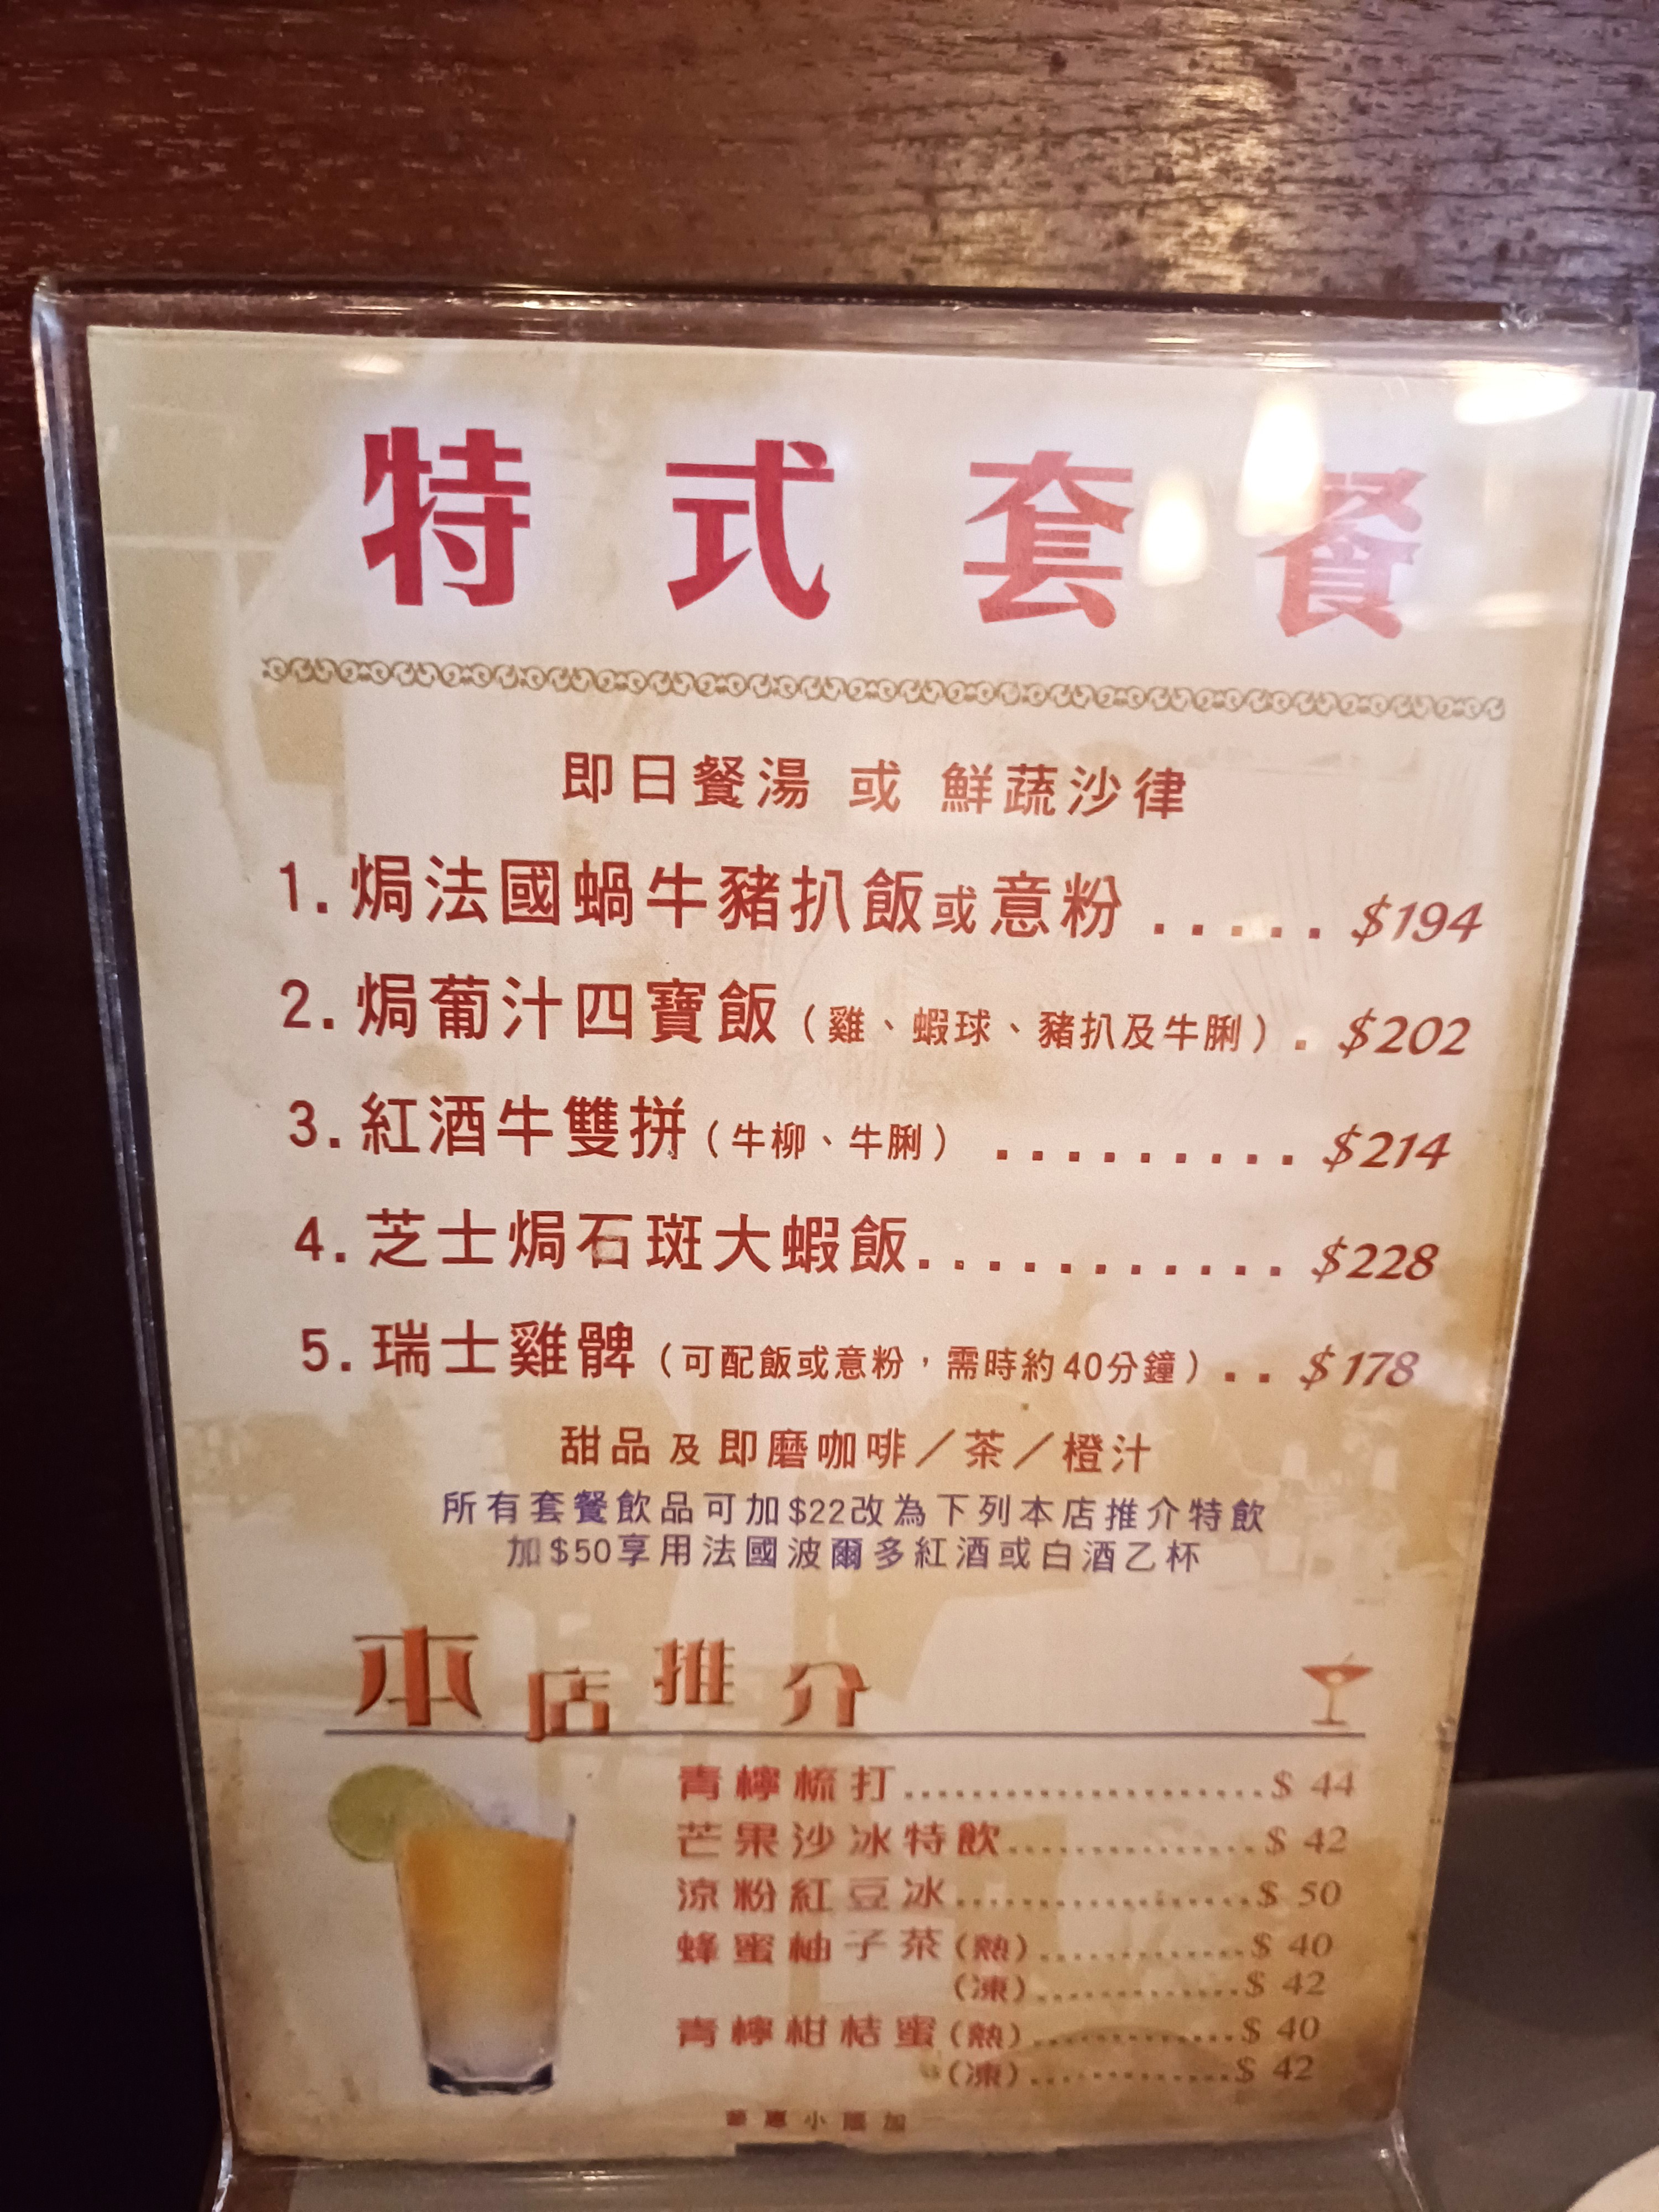 特式套餐
即日餐湯 或 鮮蔬沙律
1. 焗法國蝸牛豬扒飯或意粉 ..... $194
2. 焗葡汁四寶飯（雞、蝦球、豬扒及牛脷）. $202
3. 紅酒牛雙拼（牛柳、牛脷） ......... $214
4. 芝士焗石斑大蝦飯........... $228
5. 瑞士雞髀（可配飯或意粉，需時約40分鐘）.. $178
甜品及即磨咖啡／茶／橙汁
所有套餐飲品可加$22改為下列本店推介特飲
加$50享用法國波爾多紅酒或白酒乙杯
本店推介
青檸梳打......................$ 44
芒果沙冰特飲................$ 42
涼粉紅豆冰...................$ 50
蜂蜜柚子茶(熱).............$ 40
(凍).............$ 42
青檸柑桔蜜(熱).............$ 40
(凍).............$ 42